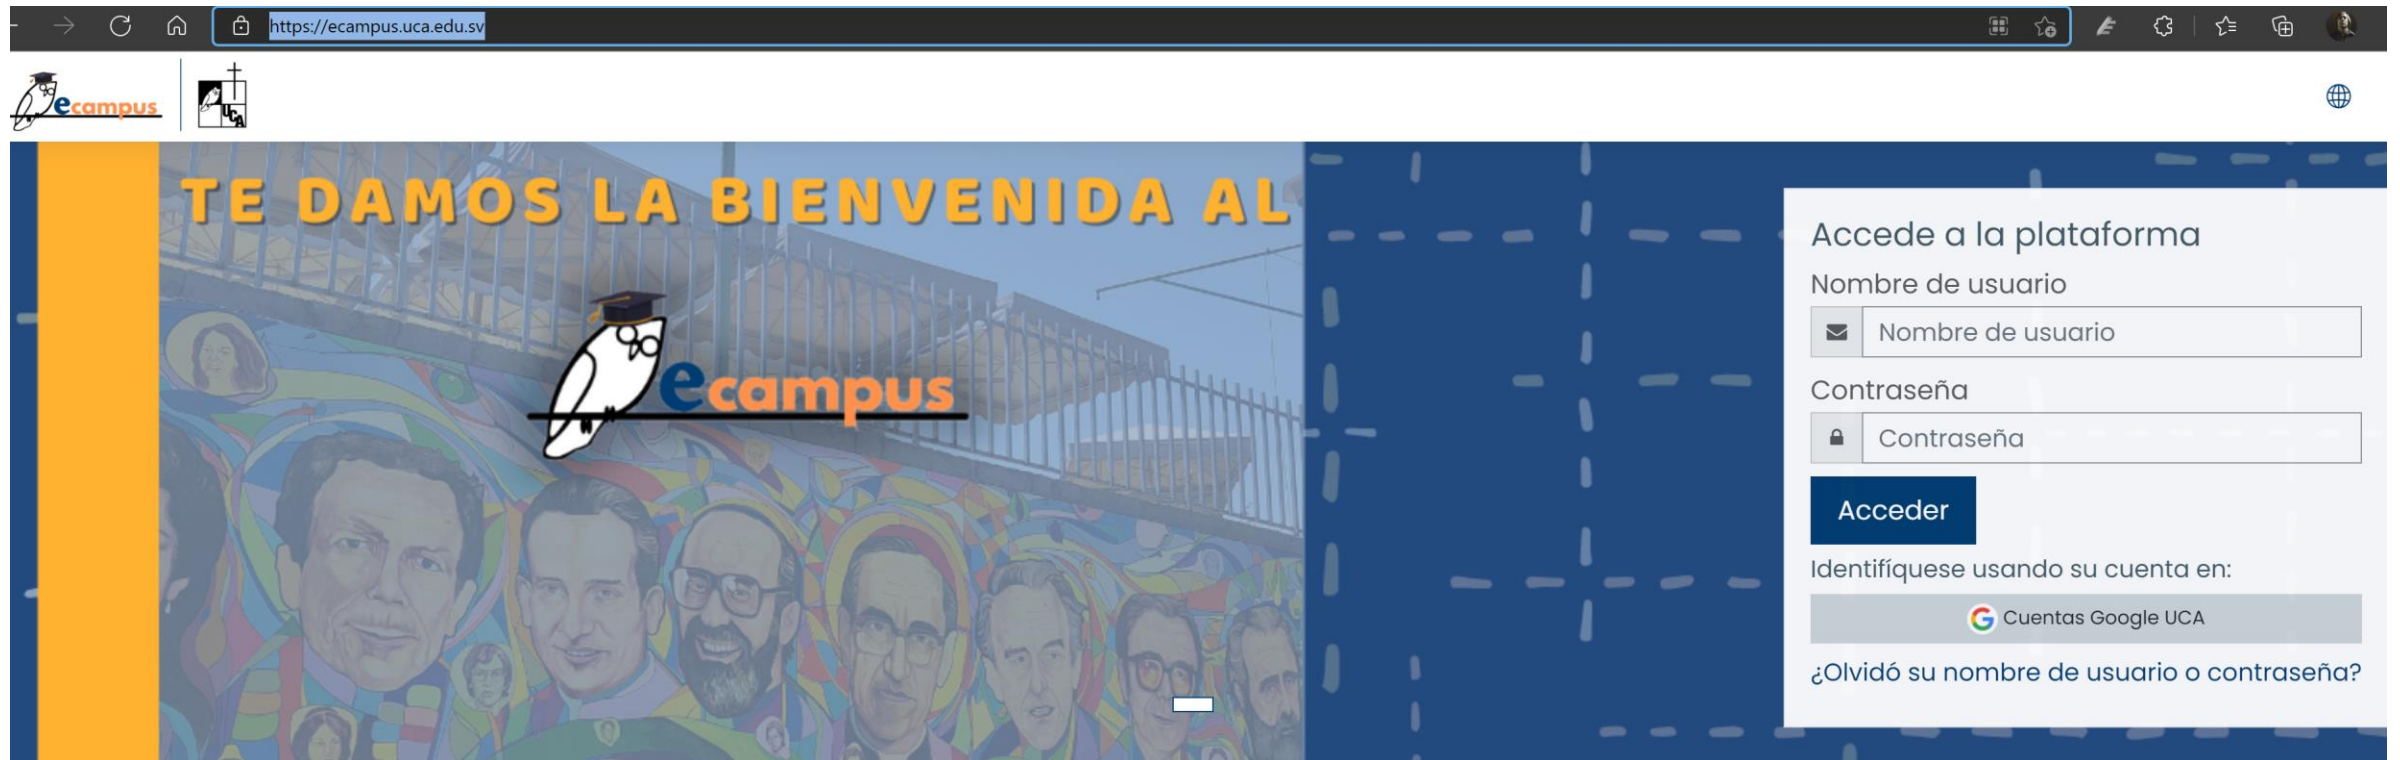 https://ecampus.uca.edu.sv
ecampus
UCA
TE DAMOS LA BIENVENIDA AL
ecampus
Accede a la plataforma
Nombre de usuario
Nombre de usuario
Contraseña
Contraseña
Acceder
Identifíquese usando su cuenta en:
Cuentas Google UCA
¿Olvidó su nombre de usuario o contraseña?